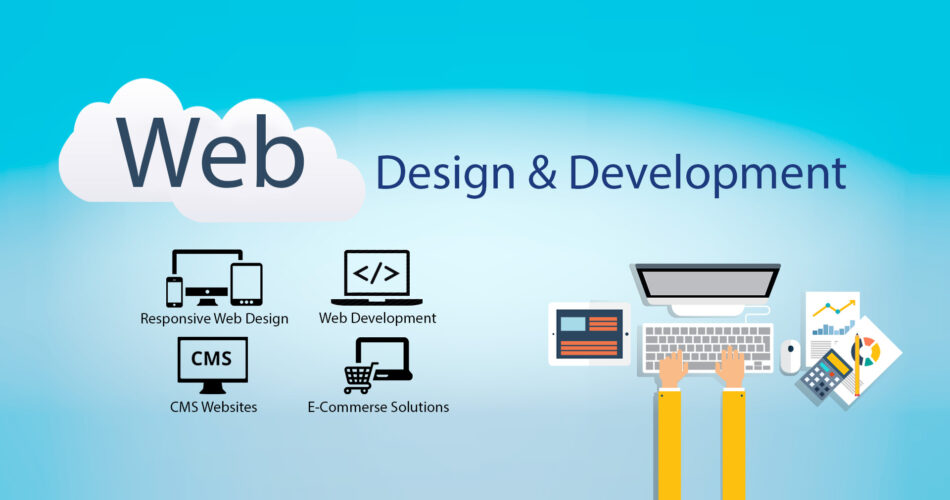 Web
Design & Development
Responsive Web Design
</>
Web Development
CMS
CMS Websites
E-Commerse Solutions